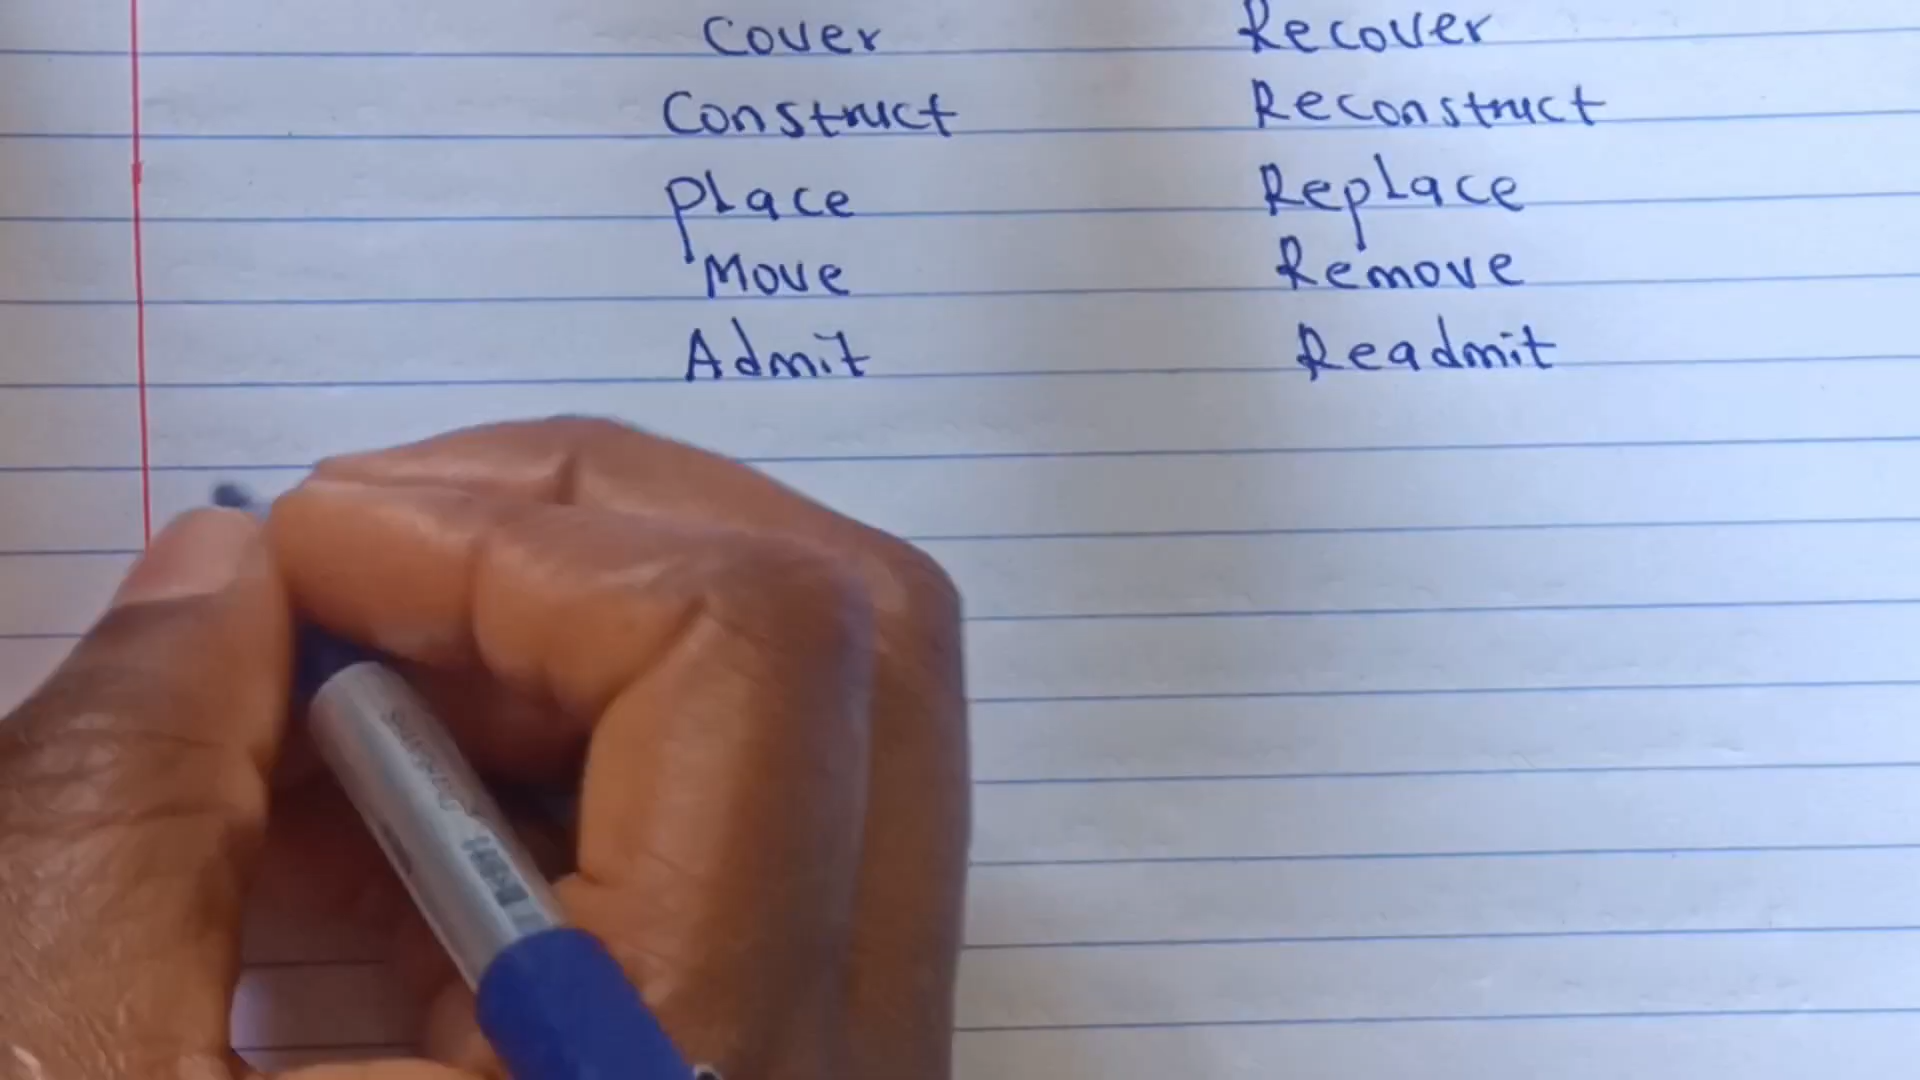 Cover Recover
Construct Reconstruct
Place Replace
Move Remove
Admit Readmit